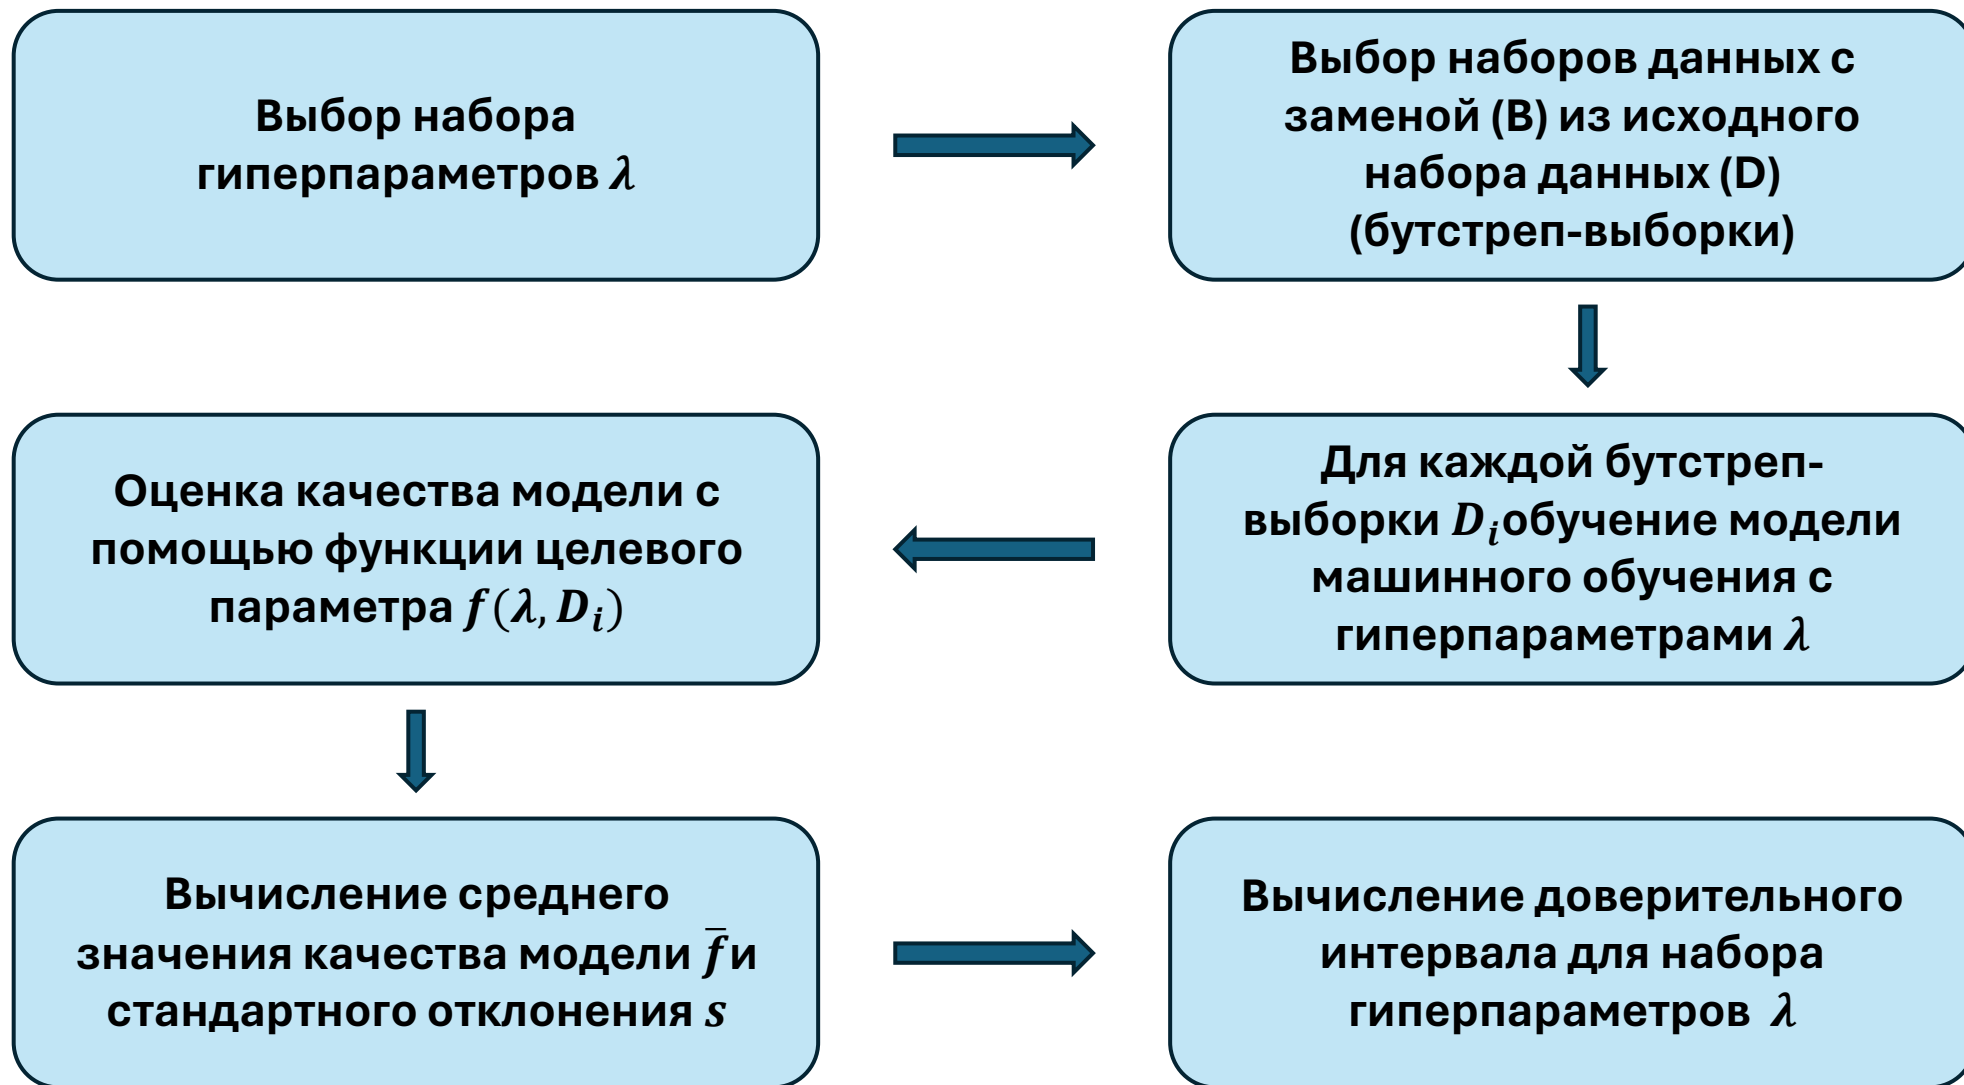 Выбор набора
гиперпараметров λ
Выбор наборов данных с
заменой (B) из исходного
набора данных (D)
(бутстреп-выборки)
Для каждой бутстреп-
выборки Dᵢ обучение модели
машинного обучения с
гиперпараметрами λ
Оценка качества модели с
помощью функции целевого
параметра f(λ, Dᵢ)
Вычисление среднего
значения качества модели f̄ и
стандартного отклонения s
Вычисление доверительного
интервала для набора
гиперпараметров λ